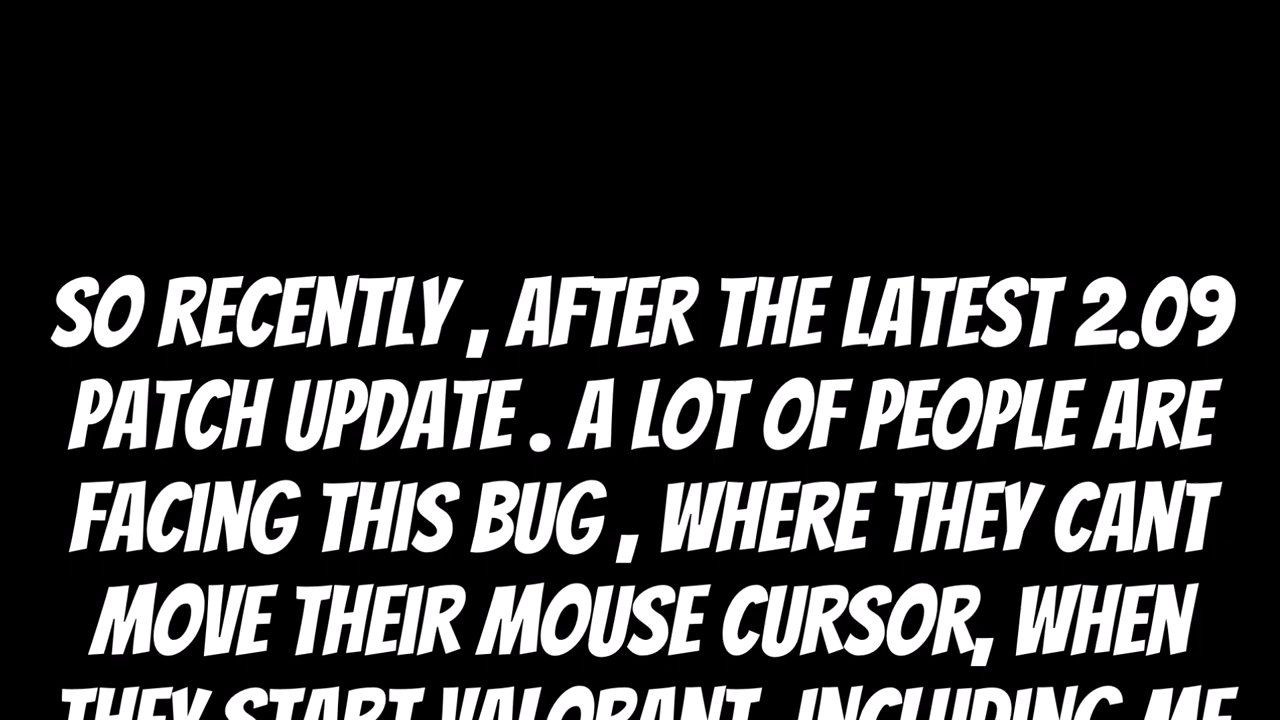 SO RECENTLY , AFTER THE LATEST 2.09
PATCH UPDATE . A LOT OF PEOPLE ARE
FACING THIS BUG , WHERE THEY CANT
MOVE THEIR MOUSE CURSOR, WHEN
THEY START VALORANT. INCLUDING ME